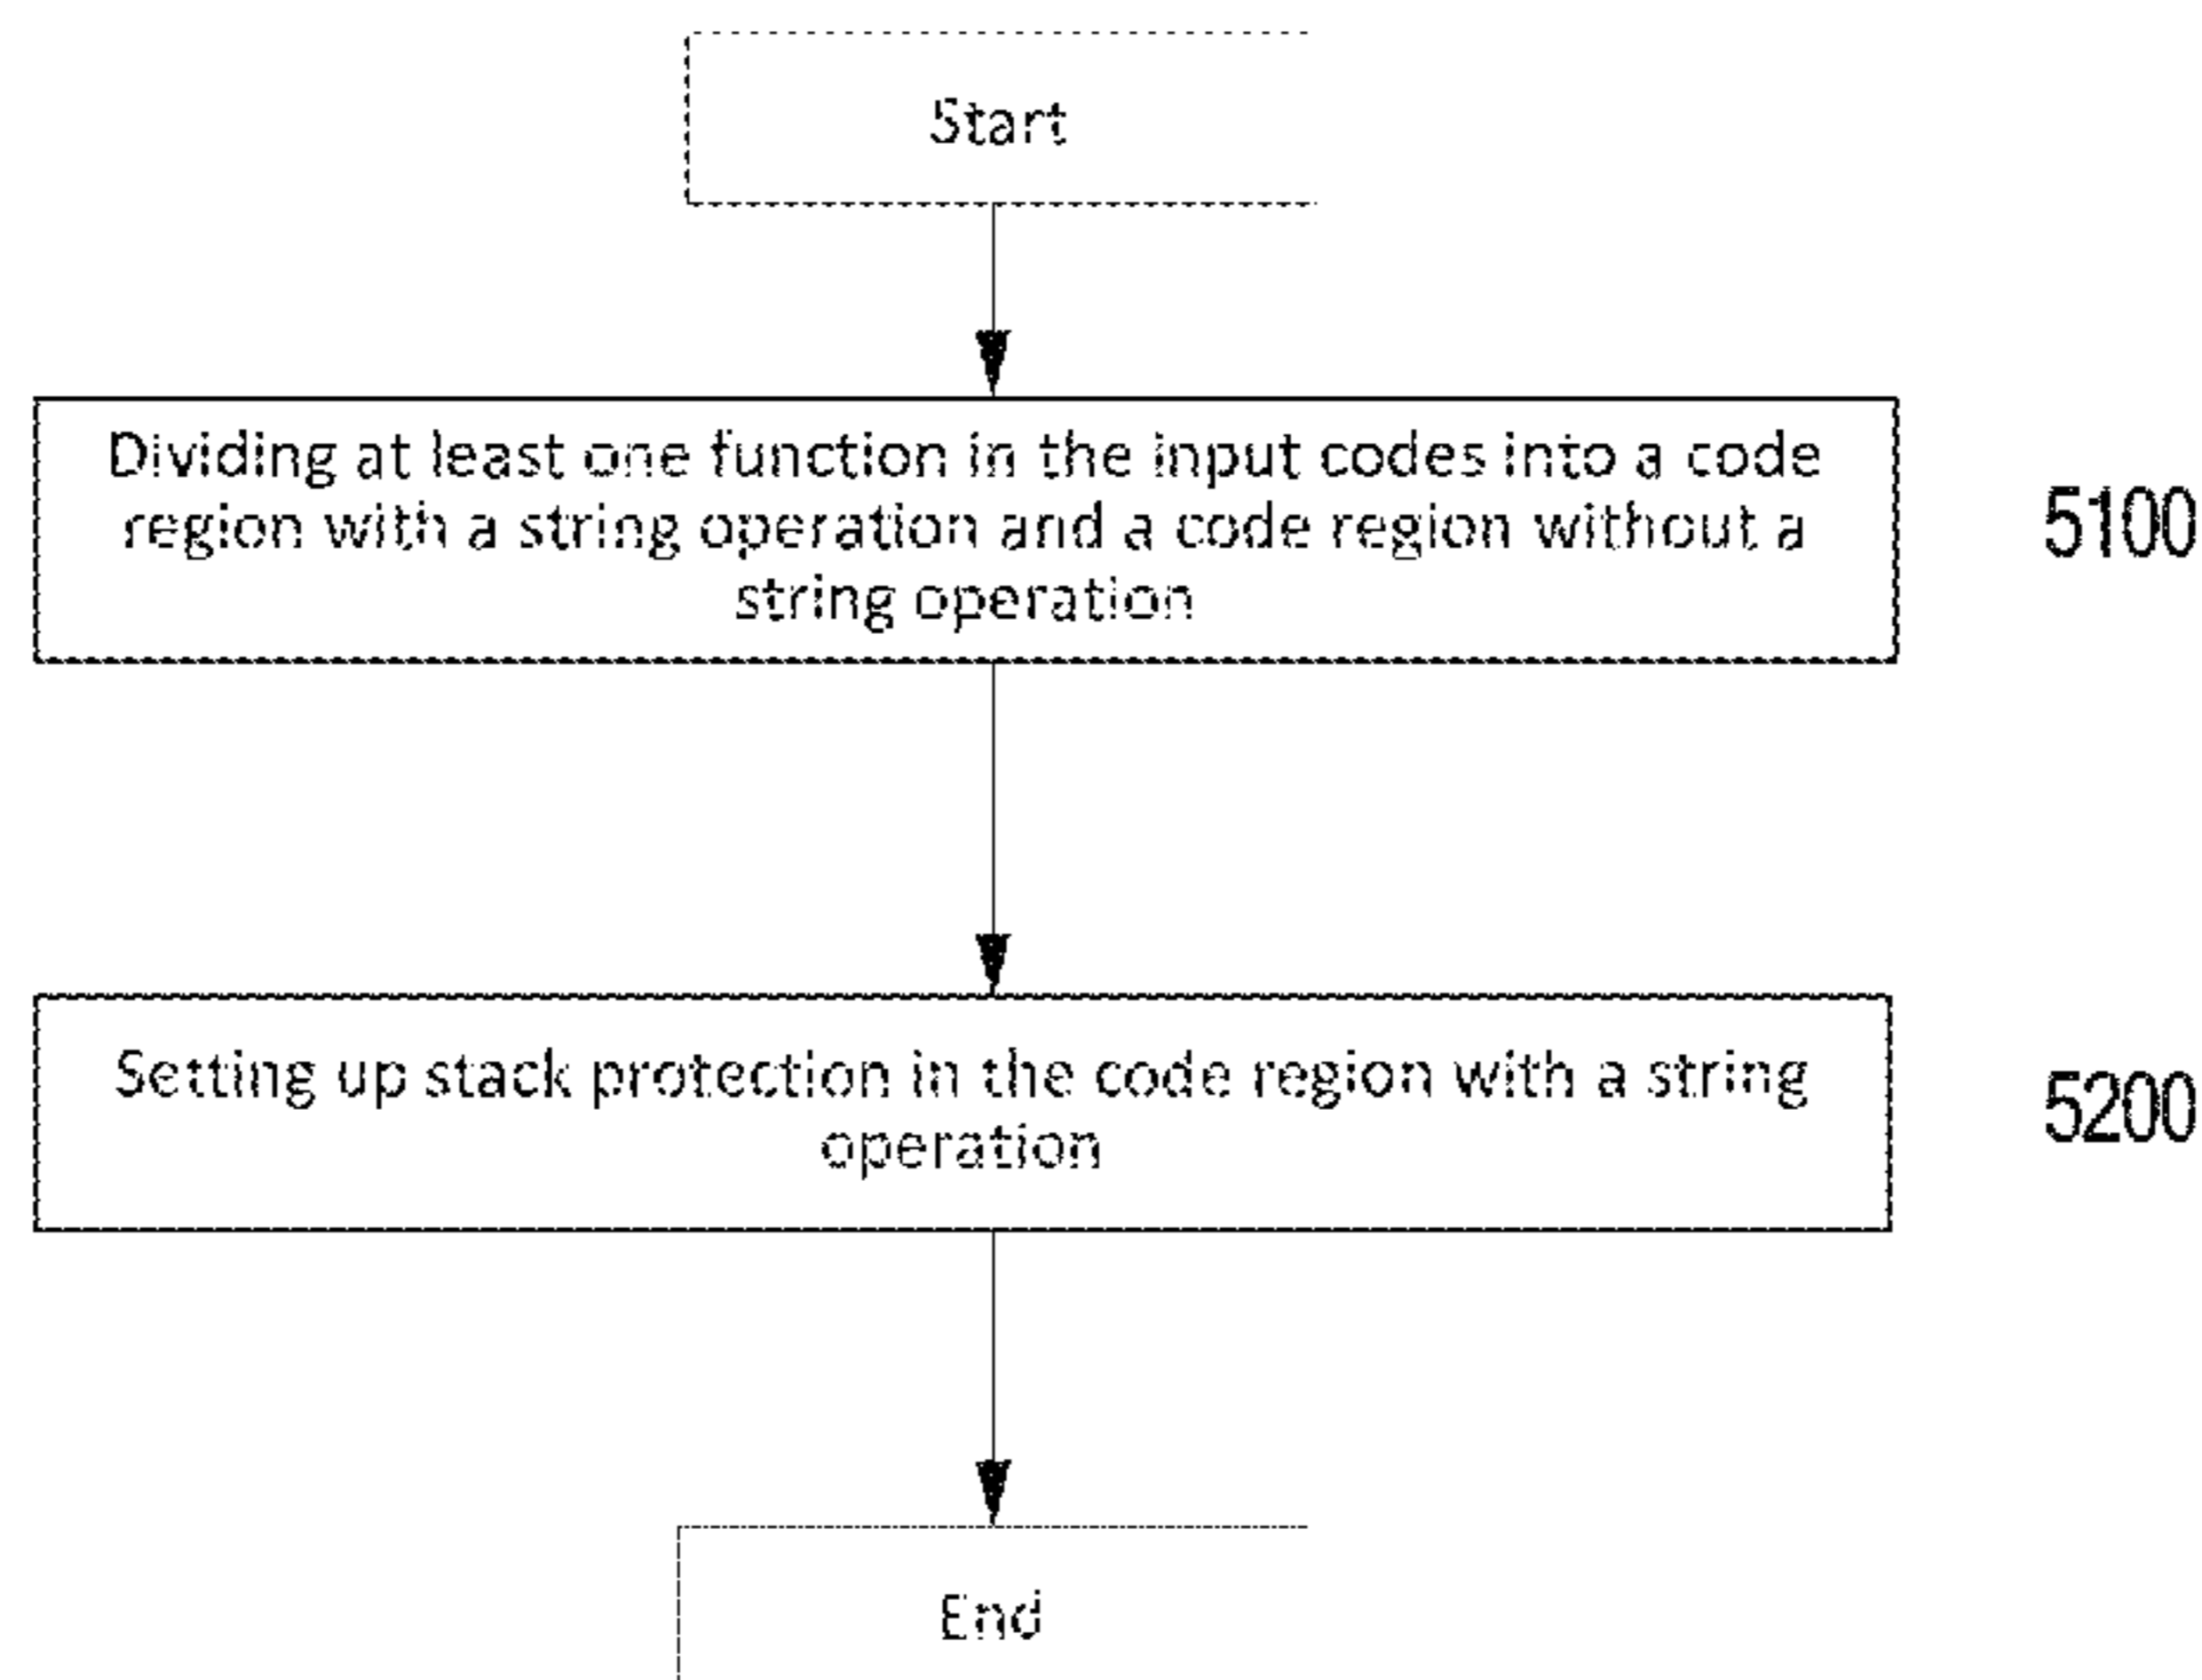 Start
Dividing at least one function in the input codes into a code
region with a string operation and a code region without a
string operation
5100
Setting up stack protection in the code region with a string
operation
5200
End